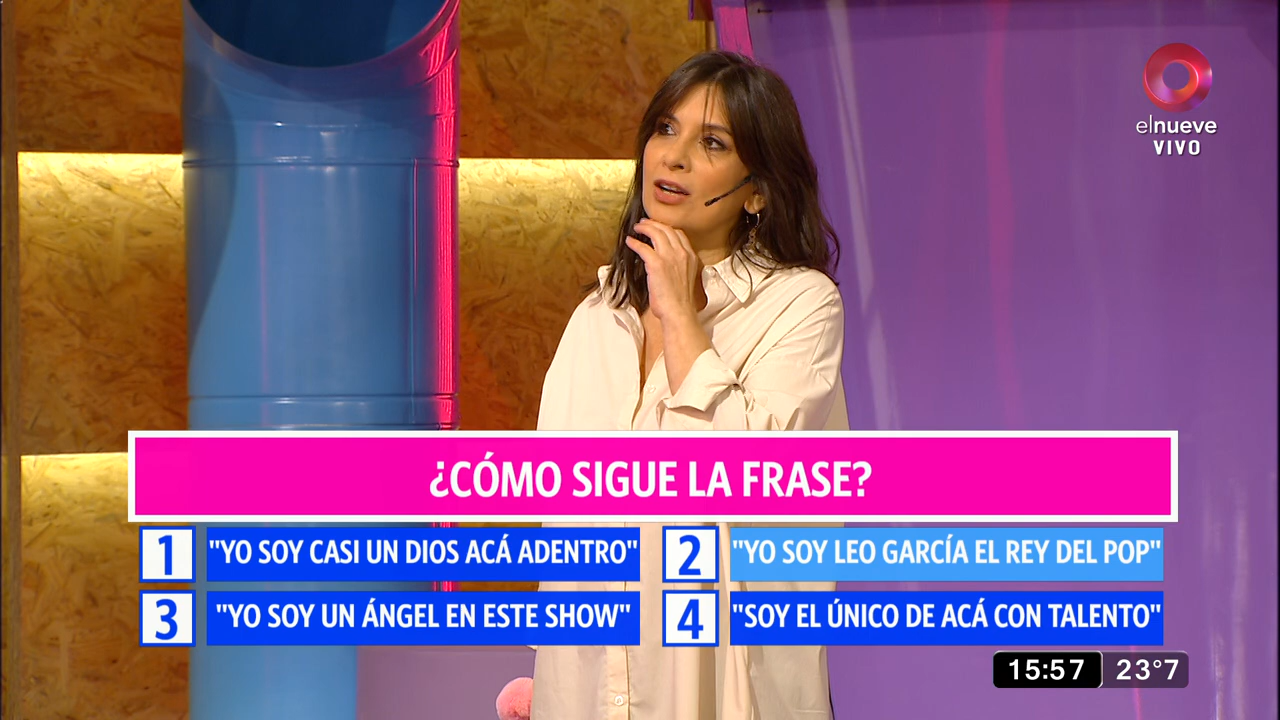 elnueve
VIVO
¿CÓMO SIGUE LA FRASE?
1 "YO SOY CASI UN DIOS ACÁ ADENTRO"
2 "YO SOY LEO GARCÍA EL REY DEL POP"
3 "YO SOY UN ÁNGEL EN ESTE SHOW"
4 "SOY EL ÚNICO DE ACÁ CON TALENTO"
15:57 23°7